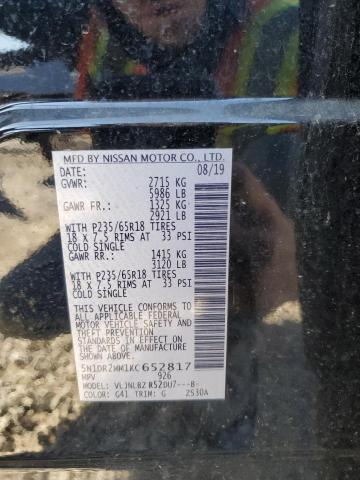 MFD BY NISSAN MOTOR CO., LTD.
DATE: 08/19
GVWR: 2715 KG
5986 LB
GAWR FR. 1325 KG
2921 LB
WITH P235/65R18 TIRES
18 X 7.5 RIMS AT 33 PSI
COLD SINGLE
GAWR RR.: 1415 KG
3120 LB
WITH P235/65R18 TIRES
18 X 7.5 RIMS AT 33 PSI
COLD SINGLE
THIS VEHICLE CONFORMS TO
ALL APPLICABLE FEDERAL
MOTOR VEHICLE SAFETY
STANDARDS IN EFFECT ON
THE DATE OF MANUFACTURE
SHOWN ABOVE.
5N1DR2MM1KC652817
MPV 926
MODEL: VLJNLBZ R52DU7---B-
COLOR: G41 TRIM: G 2530A